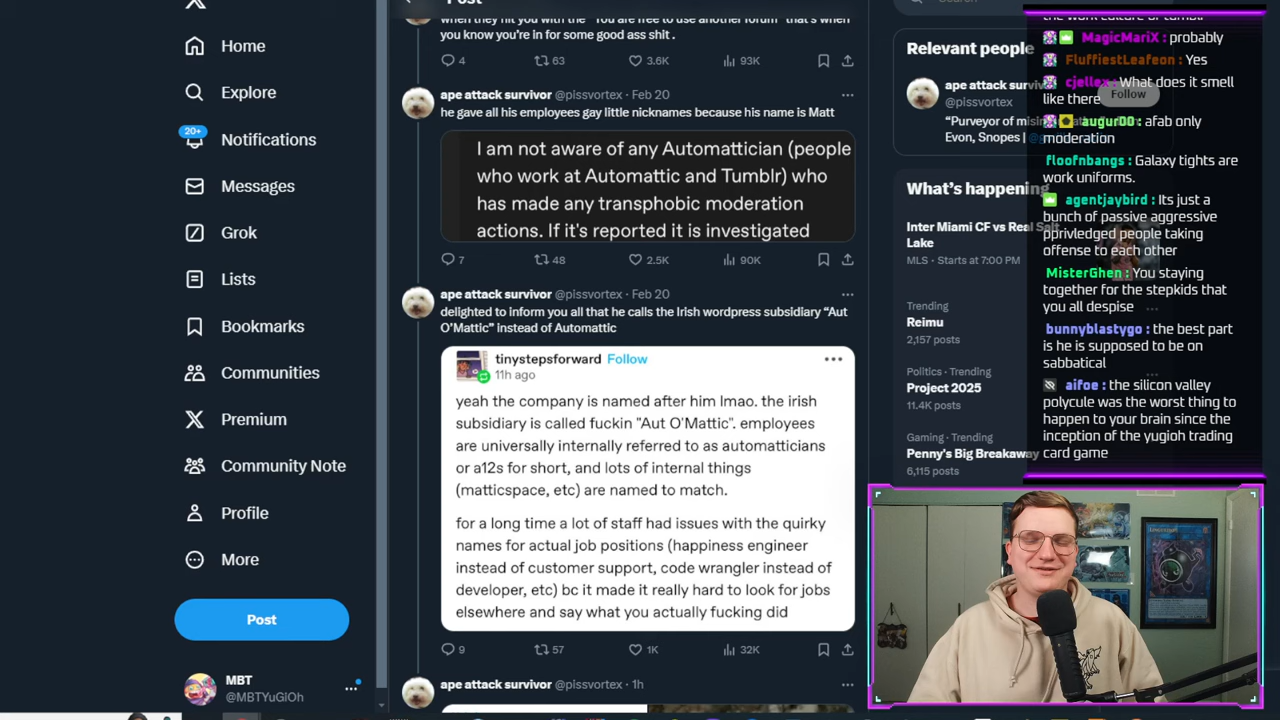 Post
Home
Explore
20+
Notifications
Messages
Grok
Lists
Bookmarks
Communities
Premium
Community Note
Profile
More
Post
MBT
@MBTYuGiOh
when they hit you with the "You are free to use another forum" that's when
you know you're in for some good ass shit .
4
63
3.6K
93K
ape attack survivor @pissvortex · Feb 20
he gave all his employees gay little nicknames because his name is Matt
I am not aware of any Automattician (people
who work at Automattic and Tumblr) who
has made any transphobic moderation
actions. If it's reported it is investigated
7
48
2.5K
90K
ape attack survivor @pissvortex · Feb 20
delighted to inform you all that he calls the Irish wordpress subsidiary "Aut
O'Mattic" instead of Automattic
tinystepsforward Follow
11h ago
yeah the company is named after him lmao. the irish
subsidiary is called fuckin "Aut O'Mattic". employees
are universally internally referred to as automatticians
or a12s for short, and lots of internal things
(matticspace, etc) are named to match.
for a long time a lot of staff had issues with the quirky
names for actual job positions (happiness engineer
instead of customer support, code wrangler instead of
developer, etc) bc it made it really hard to look for jobs
elsewhere and say what you actually fucking did
9
57
1K
32K
ape attack survivor @pissvortex · 1h
Search
Relevant people
ape attack
@pissvortex
Follow
"Purveyor of
Evon, Snopes |
What's happening
Inter Miami CF vs Real Salt
Lake
MLS · Starts at 7:00 PM
Trending
Reimu
2,157 posts
Politics · Trending
Project 2025
11.4K posts
Gaming · Trending
Penny's Big Breakaway
6,115 posts
the work culture of tumblr
MagicMariX: probably
FluffiestLeafeon: Yes
cjellex: What does it smell
like there
augur00: afab only
moderation
floofnbangs: Galaxy tights are
work uniforms.
agentjaybird: Its just a
bunch of passive aggressive
pprivledged people taking
offense to each other
MisterGhen: You staying
together for the stepkids that
you all despise
bunnyblastygo: the best part
is he is supposed to be on
sabbatical
aifoe: the silicon valley
polycule was the worst thing to
happen to your brain since the
inception of the yugioh trading
card game